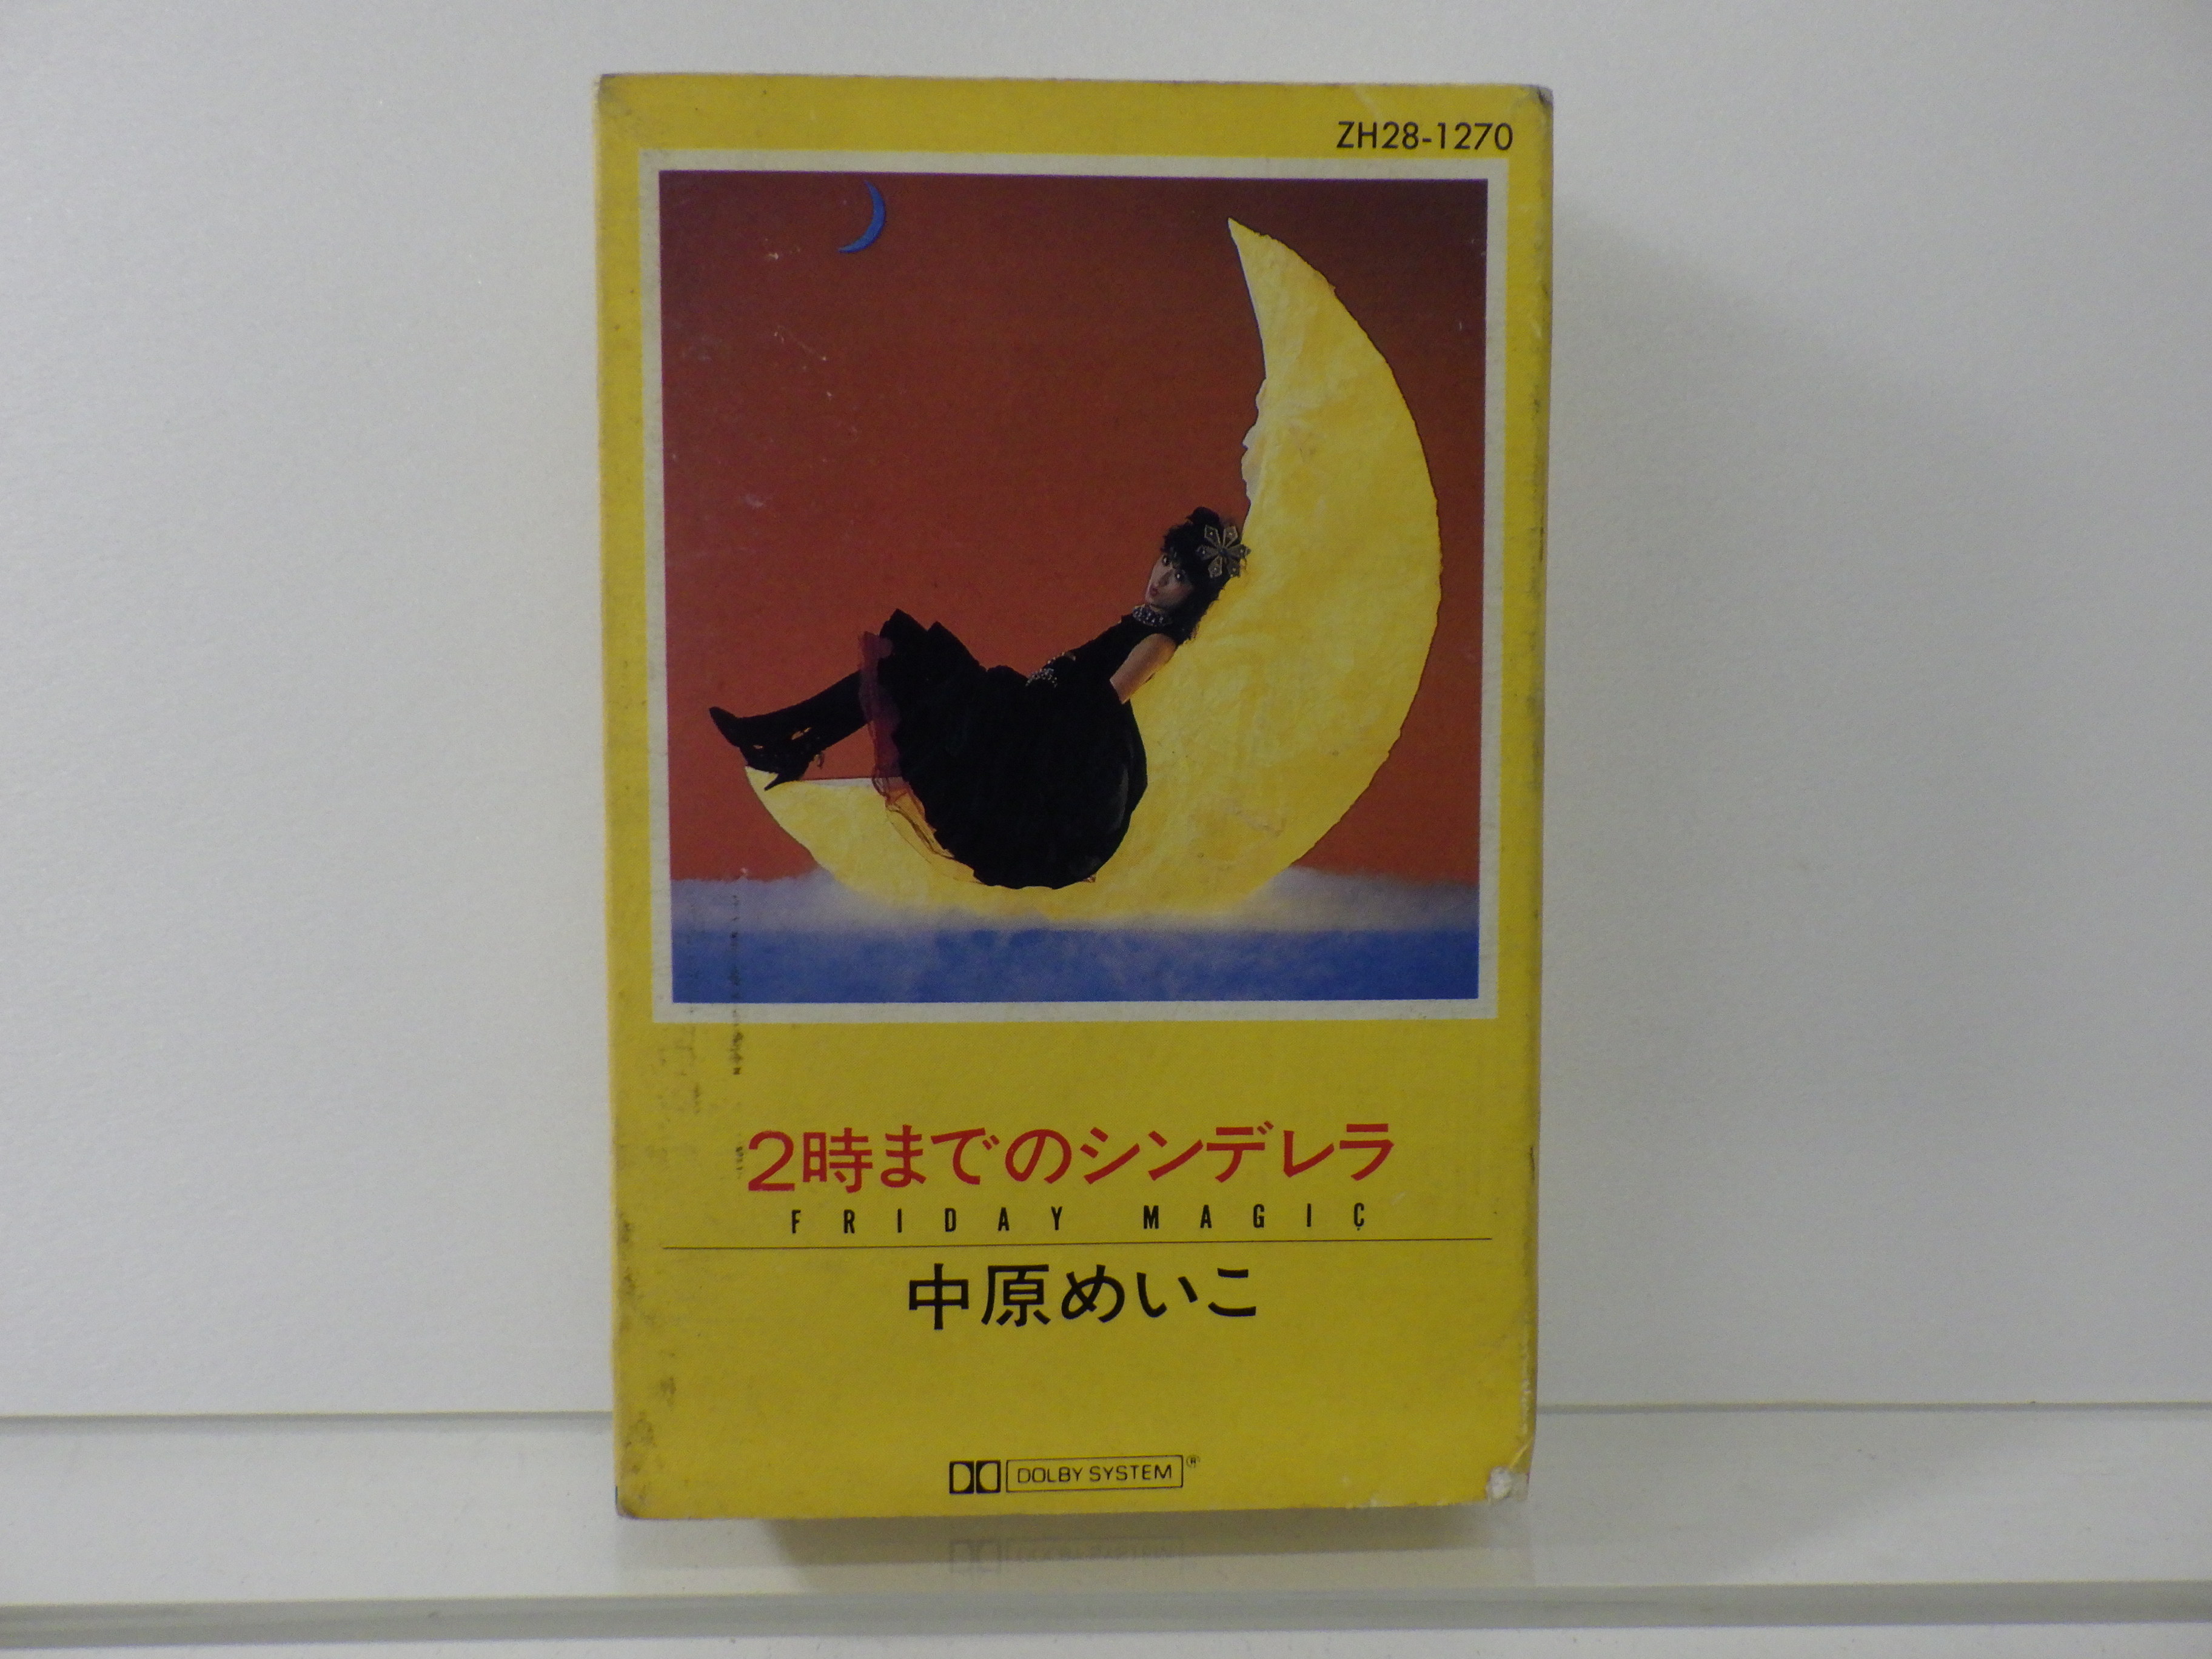 ZH28-1270
2時までのシンデレラ
FRIDAY MAGIC
中原めいこ
DOLBY SYSTEM®